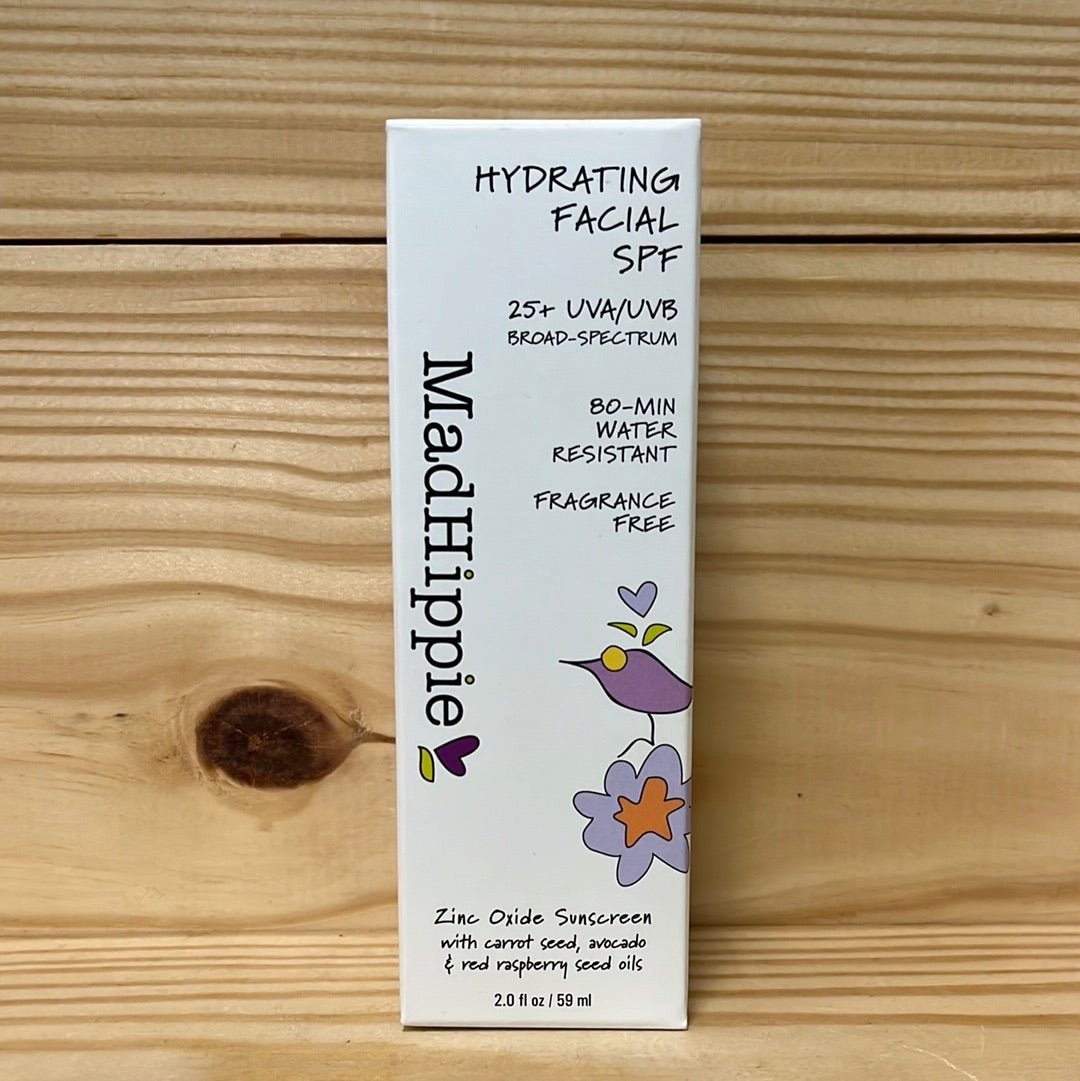 HYDRATING
FACIAL
SPF
25+ UVA/UVB
BROAD-SPECTRUM
80-MIN
WATER
RESISTANT
FRAGRANCE
FREE
MadHippie
Zinc Oxide Sunscreen
with carrot seed, avocado
& red raspberry seed oils
2.0 fl oz / 59 ml